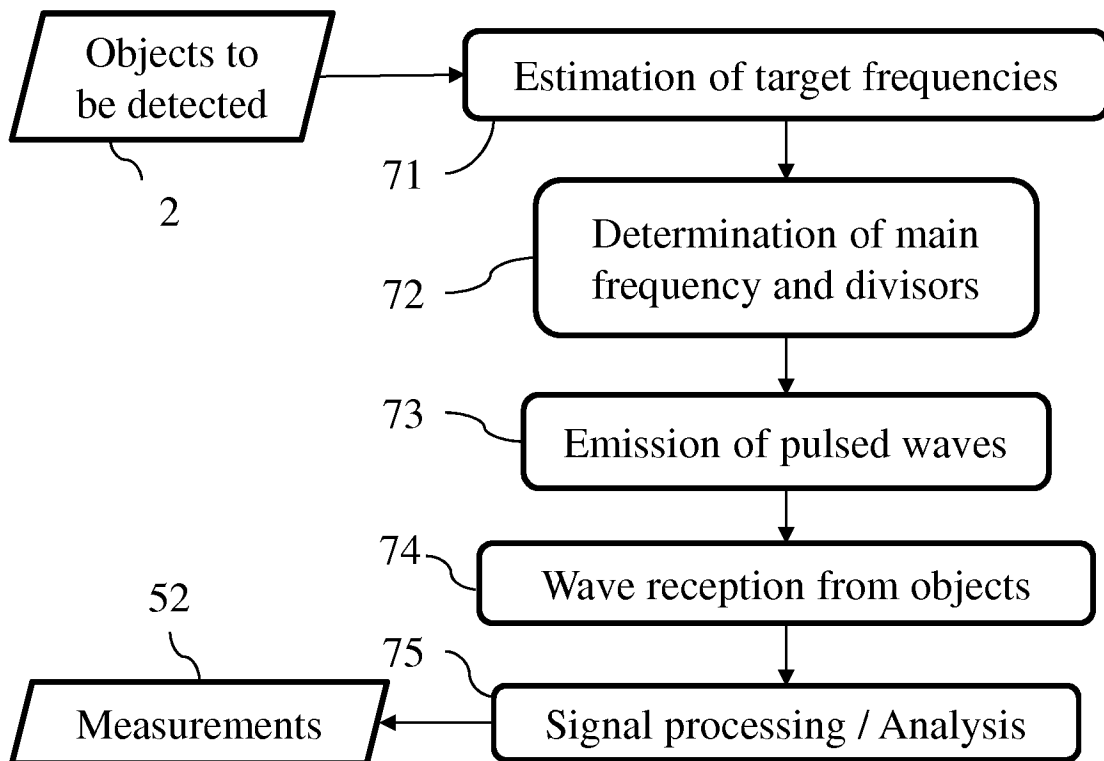 Objects to
be detected
2
Estimation of target frequencies
71
Determination of main
frequency and divisors
72
73
Emission of pulsed waves
74
Wave reception from objects
52
75
Measurements
Signal processing / Analysis